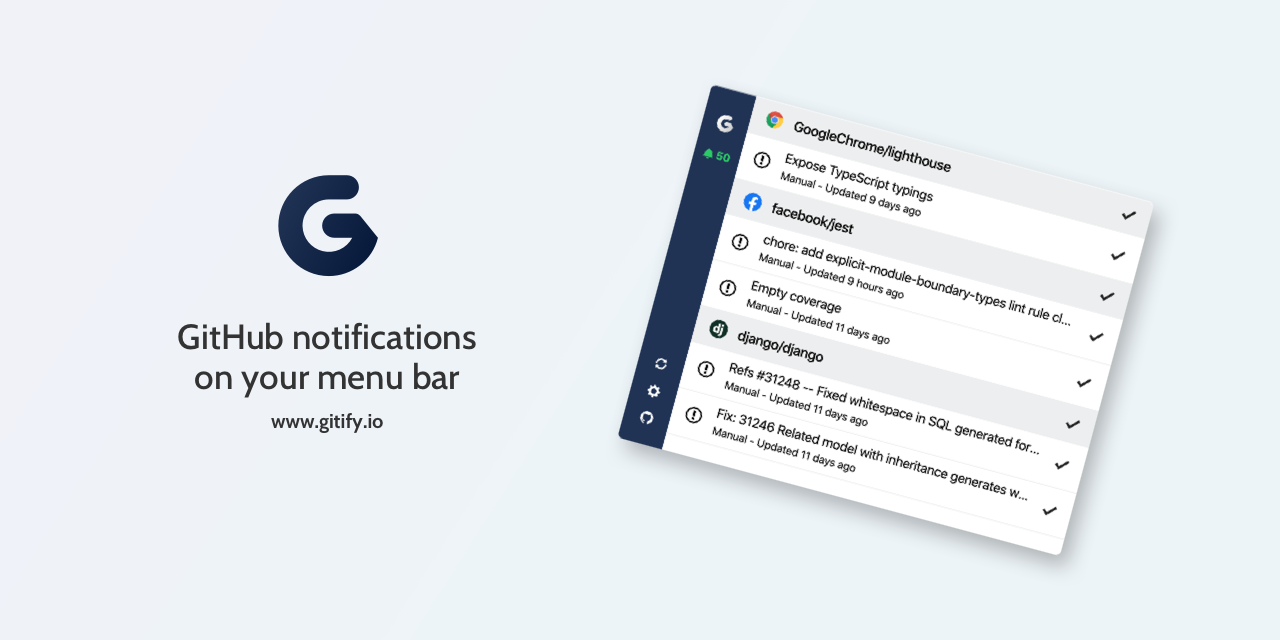 GitHub notifications
on your menu bar
www.gitify.io
50
GoogleChrome/lighthouse
Expose TypeScript typings
Manual - Updated 9 days ago
facebook/jest
chore: add explicit-module-boundary-types lint rule cl...
Manual - Updated 9 hours ago
Empty coverage
Manual - Updated 11 days ago
django/django
Refs #31248 -- Fixed whitespace in SQL generated for...
Manual - Updated 11 days ago
Fix: 31246 Related model with inheritance generates w...
Manual - Updated 11 days ago